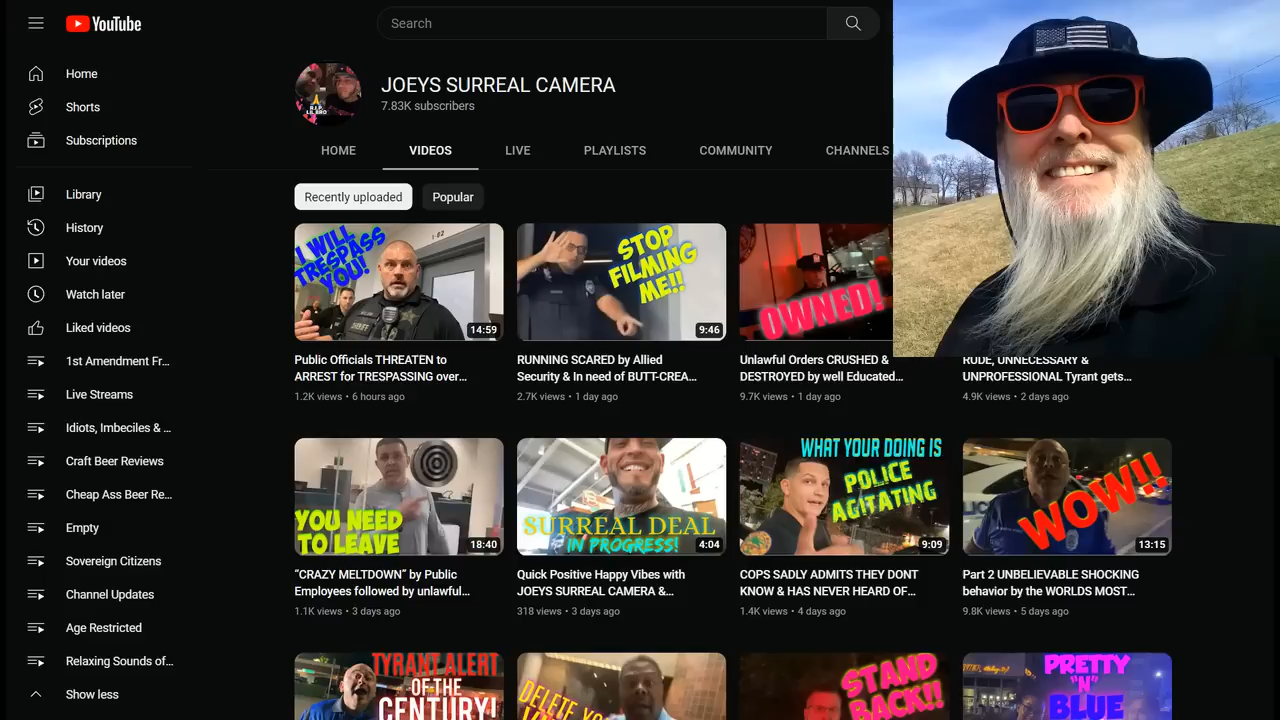 YouTube
Search
Home
Shorts
Subscriptions
Library
History
Your videos
Watch later
Liked videos
1st Amendment Fr...
Live Streams
Idiots, Imbeciles & ...
Craft Beer Reviews
Cheap Ass Beer Re...
Empty
Sovereign Citizens
Channel Updates
Age Restricted
Relaxing Sounds of...
Show less
JOEYS SURREAL CAMERA
7.83K subscribers
HOME
VIDEOS
LIVE
PLAYLISTS
COMMUNITY
CHANNELS
Recently uploaded
Popular
I WILL
TRESPASS
YOU!
SHERIFF
14:59
Public Officials THREATEN to
ARREST for TRESPASSING over...
1.2K views • 6 hours ago
STOP
FILMING
ME!!
9:46
RUNNING SCARED by Allied
Security & In need of BUTT-CREA...
2.7K views • 1 day ago
OWNED!
Unlawful Orders CRUSHED &
DESTROYED by well Educated...
9.7K views • 1 day ago
RUDE, UNNECESSARY &
UNPROFESSIONAL Tyrant gets...
4.9K views • 2 days ago
YOU NEED
TO LEAVE
18:40
“CRAZY MELTDOWN” by Public
Employees followed by unlawful...
1.1K views • 3 days ago
SURREAL DEAL
IN PROGRESS!
4:04
Quick Positive Happy Vibes with
JOEYS SURREAL CAMERA &...
318 views • 3 days ago
WHAT YOUR DOING IS
POLICE
AGITATING
9:09
COPS SADLY ADMITS THEY DONT
KNOW & HAS NEVER HEARD OF...
1.4K views • 4 days ago
WOW!!
13:15
Part 2 UNBELIEVABLE SHOCKING
behavior by the WORLDS MOST...
9.8K views • 5 days ago
TYRANT ALERT
OF THE
CENTURY!
DELETE
STAND
BACK!!
PRETTY
"N"
BLUE